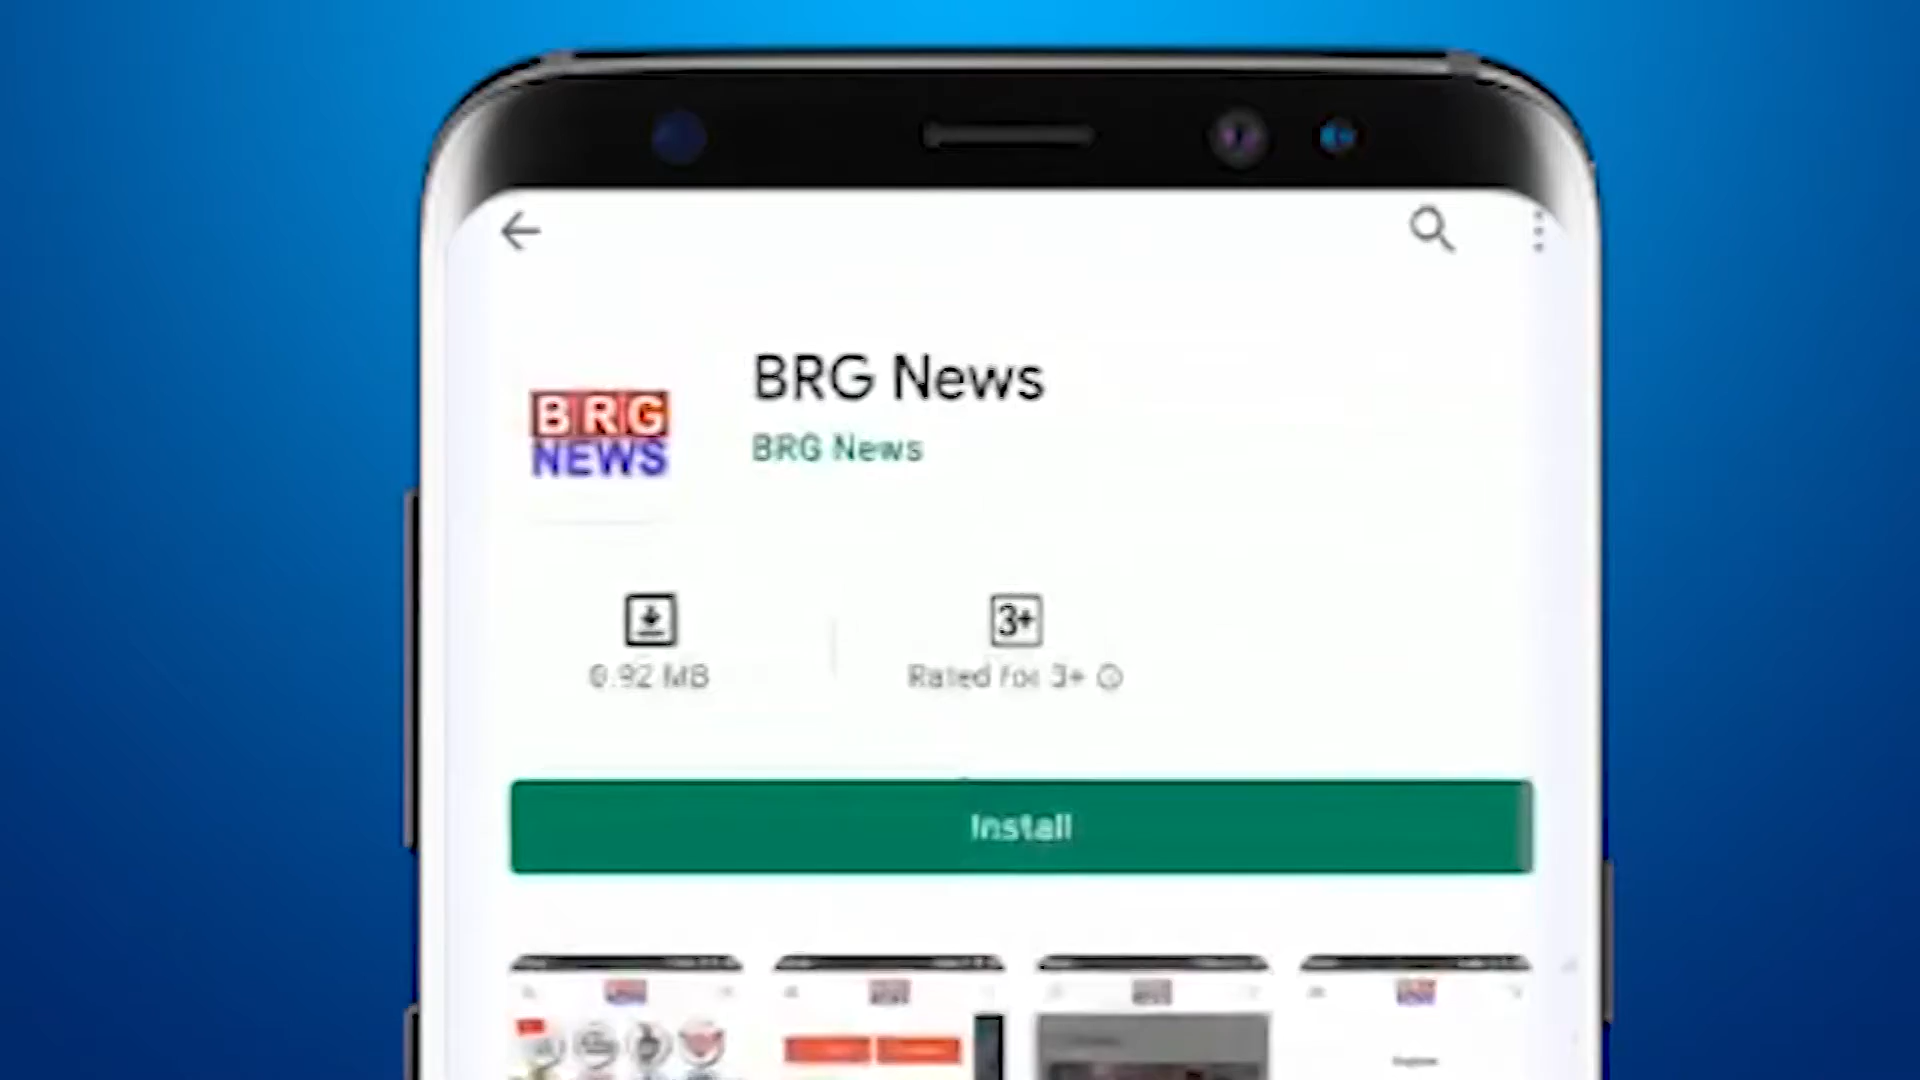 BRG News
BRG
NEWS
BRG News
3+
0.92 MB
Rated for 3+
Install